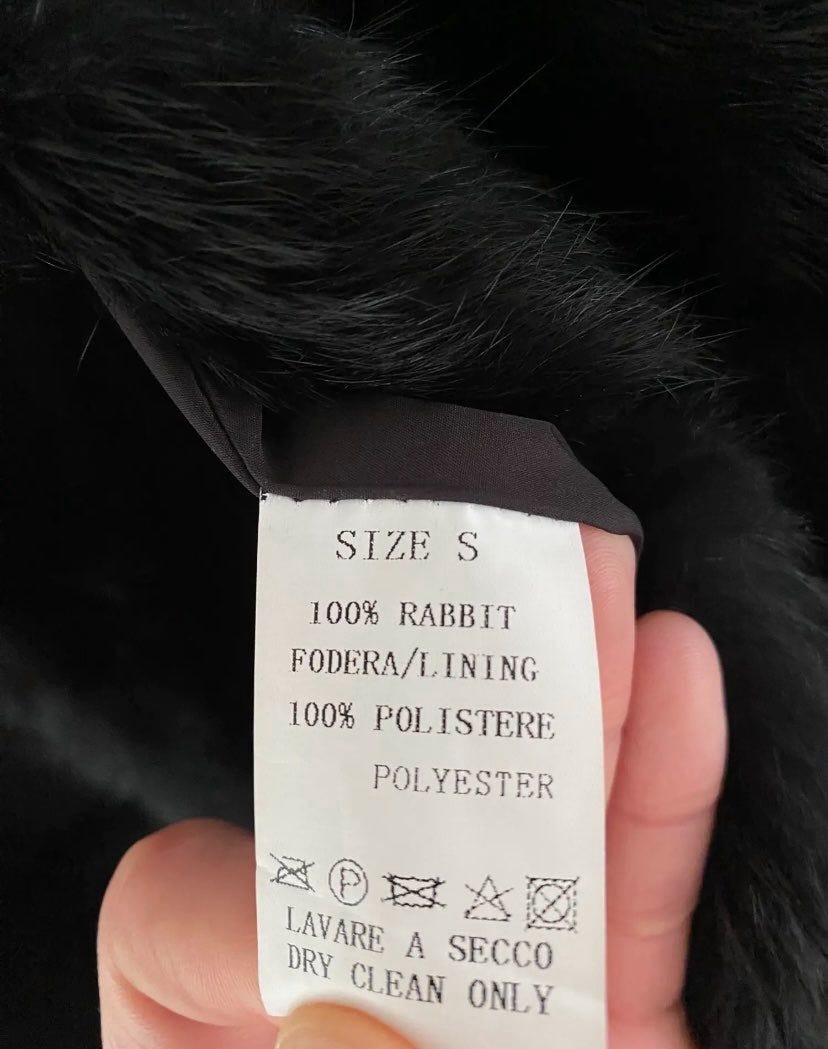 SIZE S
100% RABBIT
FODERA/LINING
100% POLISTERE
POLYESTER
P
LAVARE A SECCO
DRY CLEAN ONLY